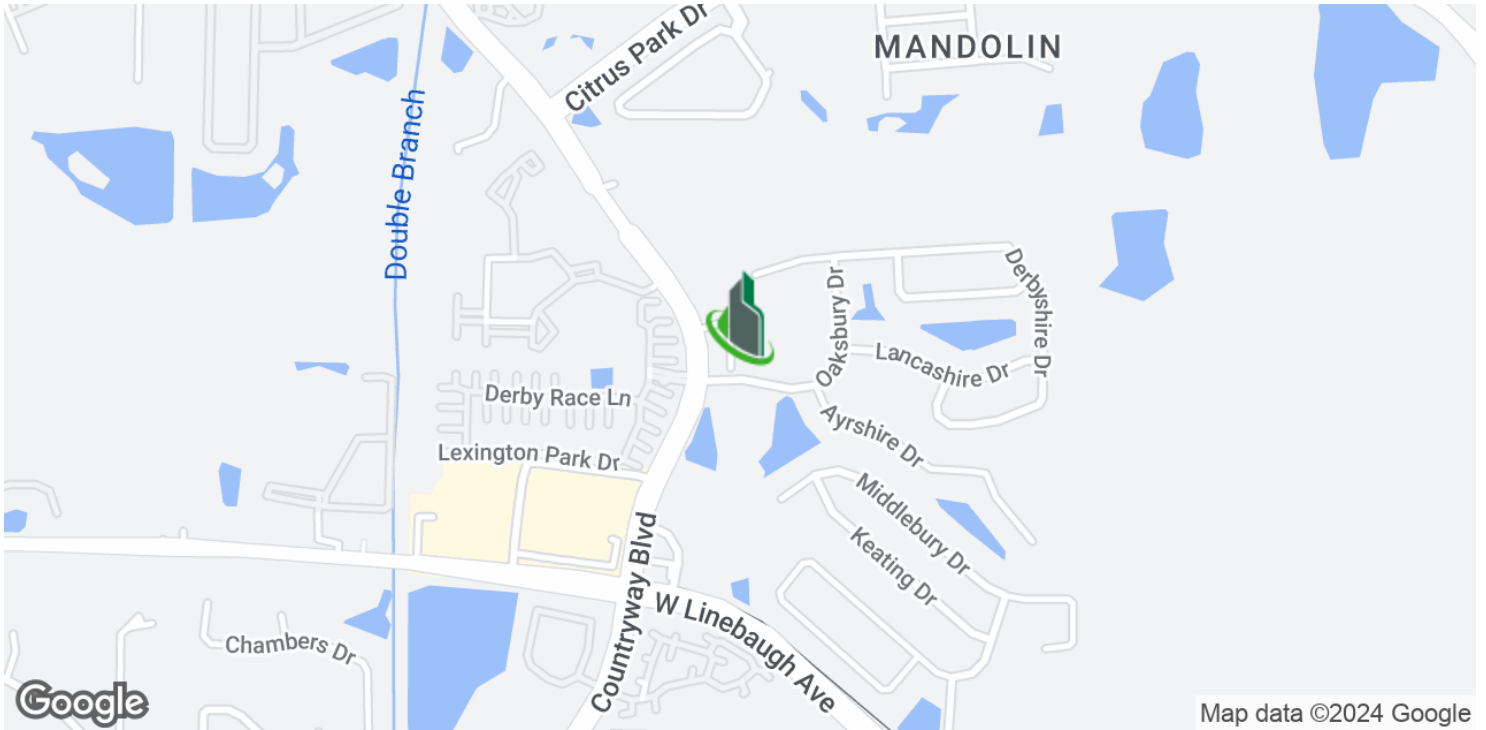 Citrus Park Dr
MANDOLIN
Double Branch
Derbyshire Dr
Oaksbury Dr
Lancashire Dr
Derby Race Ln
Ayrshire Dr
Lexington Park Dr
Middlebury Dr
Keating Dr
Countryway Blvd
W Linebaugh Ave
Chambers Dr
Google
Map data ©2024 Google